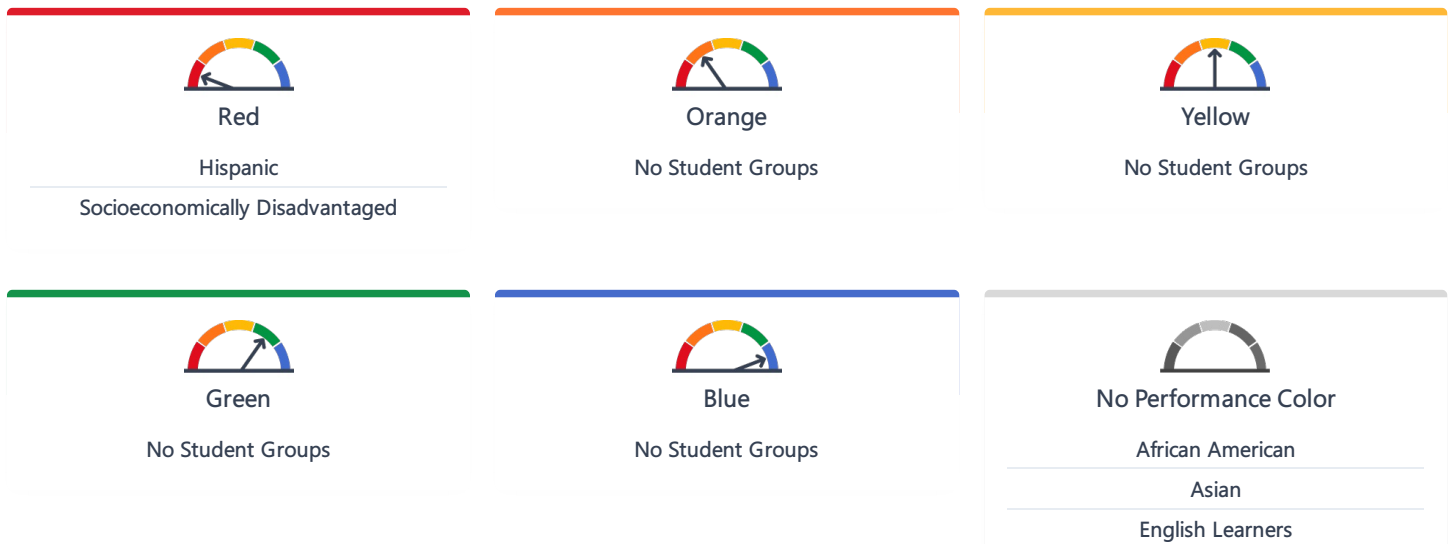 Red
Hispanic
Socioeconomically Disadvantaged
Orange
No Student Groups
Yellow
No Student Groups
Green
No Student Groups
Blue
No Student Groups
No Performance Color
African American
Asian
English Learners